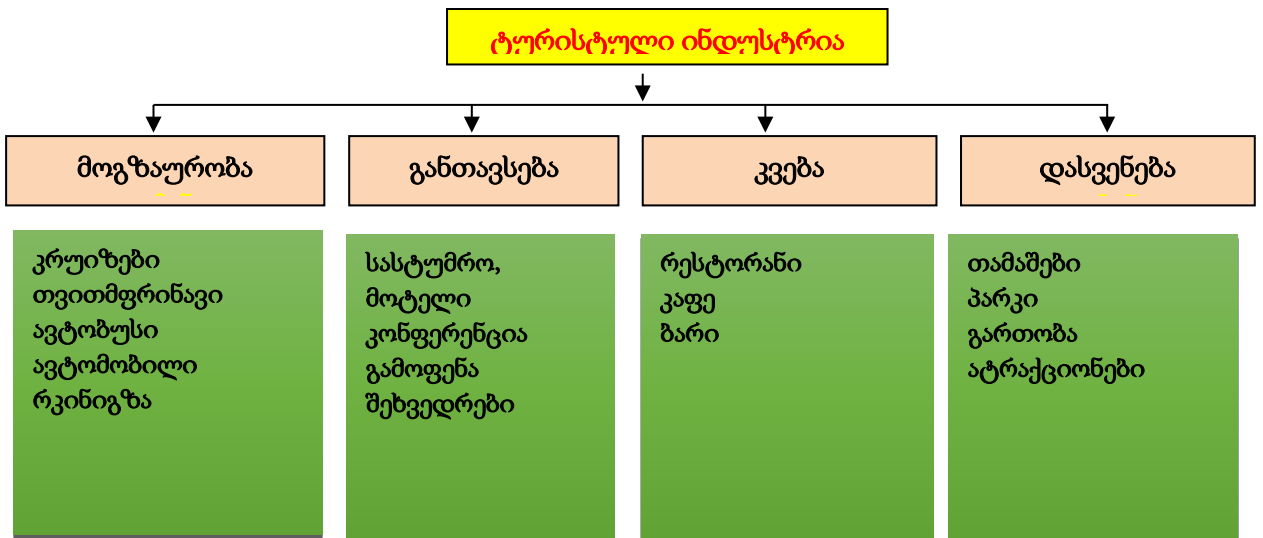 ტურისტული ინდუსტრია
მოგზაურობა
განთავსება
კვება
დასვენება
კრუიზები
თვითმფრინავი
ავტობუსი
ავტომობილი
რკინიგზა
სასტუმრო,
მოტელი
კონფერენცია
გამოფენა
შეხვედრები
რესტორანი
კაფე
ბარი
თამაშები
პარკი
გართობა
ატრაქციონები